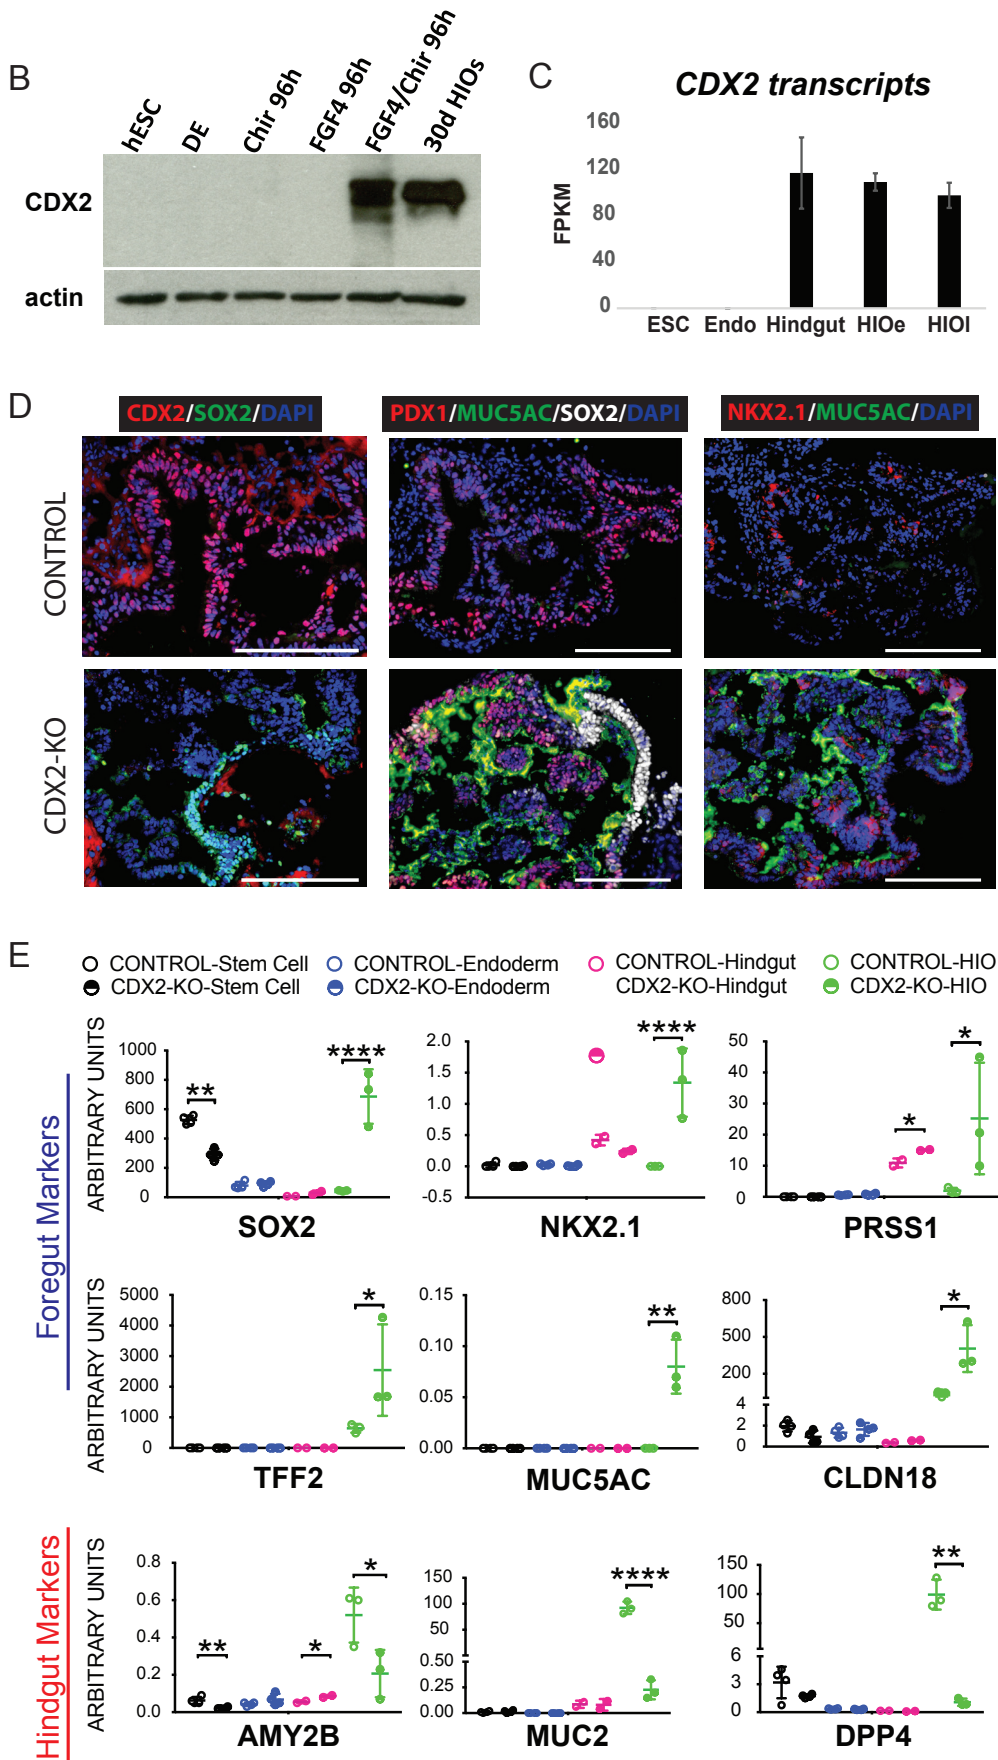 B
hESC
DE
Chir 96h
FGF4 96h
FGF4/Chir 96h
30d HIOs
CDX2
actin
C
CDX2 transcripts
FPKM
160
120
80
40
0
ESC Endo Hindgut HIOe HIOl
D
CDX2/SOX2/DAPI
PDX1/MUC5AC/SOX2/DAPI
NKX2.1/MUC5AC/DAPI
CONTROL
CDX2-KO
E
CONTROL-Stem Cell CONTROL-Endoderm CONTROL-Hindgut CONTROL-HIO
CDX2-KO-Stem Cell CDX2-KO-Endoderm CDX2-KO-Hindgut CDX2-KO-HIO
Foregut Markers
ARBITRARY UNITS
1000
800
600
400
200
0
**
****
SOX2
2.0
1.5
1.0
0.5
0.0
-0.5
****
NKX2.1
50
40
30
20
10
0
*
*
PRSS1
ARBITRARY UNITS
5000
4000
3000
2000
1000
0
*
TFF2
0.15
0.10
0.05
0.00
**
MUC5AC
800
500
200
4
2
0
*
CLDN18
Hindgut Markers
ARBITRARY UNITS
0.8
0.6
0.4
0.2
0.0
**
*
*
AMY2B
150
100
50
0.50
0.25
0.00
****
MUC2
150
100
50
6
3
0
**
DPP4